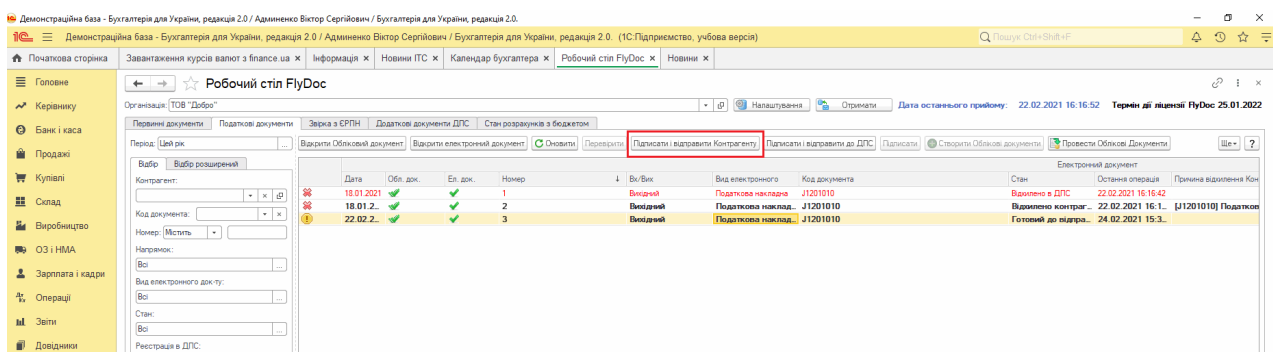 Демонстраційна база - Бухгалтерія для України, редакція 2.0 / Адміненко Віктор Сергійович / Бухгалтерія для України, редакція 2.0.
Демонстраційна база - Бухгалтерія для України, редакція 2.0 / Адміненко Віктор Сергійович / Бухгалтерія для України, редакція 2.0. (1С:Підприємство, учбова версія) Пошук Ctrl+Shift+F
Початкова сторінка Завантаження курсів валют з finance.ua × Інформація × Новини ІТС × Календар бухгалтера × Робочий стіл FlyDoc × Новини ×
Головне
Керівнику
Банк і каса
Продажі
Купівлі
Склад
Виробництво
ОЗ і НМА
Зарплата і кадри
Операції
Звіти
Довідники
Робочий стіл FlyDoc
Організація: ТОВ "Добро" Налаштування Отримати Дата останнього прийому: 22.02.2021 16:16:52 Термін дії ліцензії FlyDoc 25.01.2022
Первинні документи Податкові документи Звірка з ЄРПН Додаткові документи ДПС Стан розрахунків з бюджетом
Період: Цей рік ... Відкрити Обліковий документ Відкрити електронний документ Оновити Перевірити Підписати і відправити Контрагенту Підписати і відправити до ДПС Підписати Створити Облікові документи Провести Облікові Документи Ще ?
Відбір Відбір розширений
Контрагент:
Код документа:
Номер: Містить
Напрямок:
Всі ...
Вид електронного док-ту:
Всі ...
Стан:
Всі ...
Реєстрація в ДПС:
Електронний документ
Дата Обл. док. Ел. док. Номер ↓ Вх/Вих Вид електронного Код документа Стан Остання операція Причина відхилення Кон
18.01.2021 1 Вихідний Податкова накладна J1201010 Відхилено в ДПС 22.02.2021 16:16:42
18.01.2... 2 Вихідний Податкова наклад... J1201010 Відхилено контраг... 22.02.2021 16:1... [J1201010] Податков
22.02.2... 3 Вихідний Податкова наклад... J1201010 Готовий до відпра... 24.02.2021 15:3...